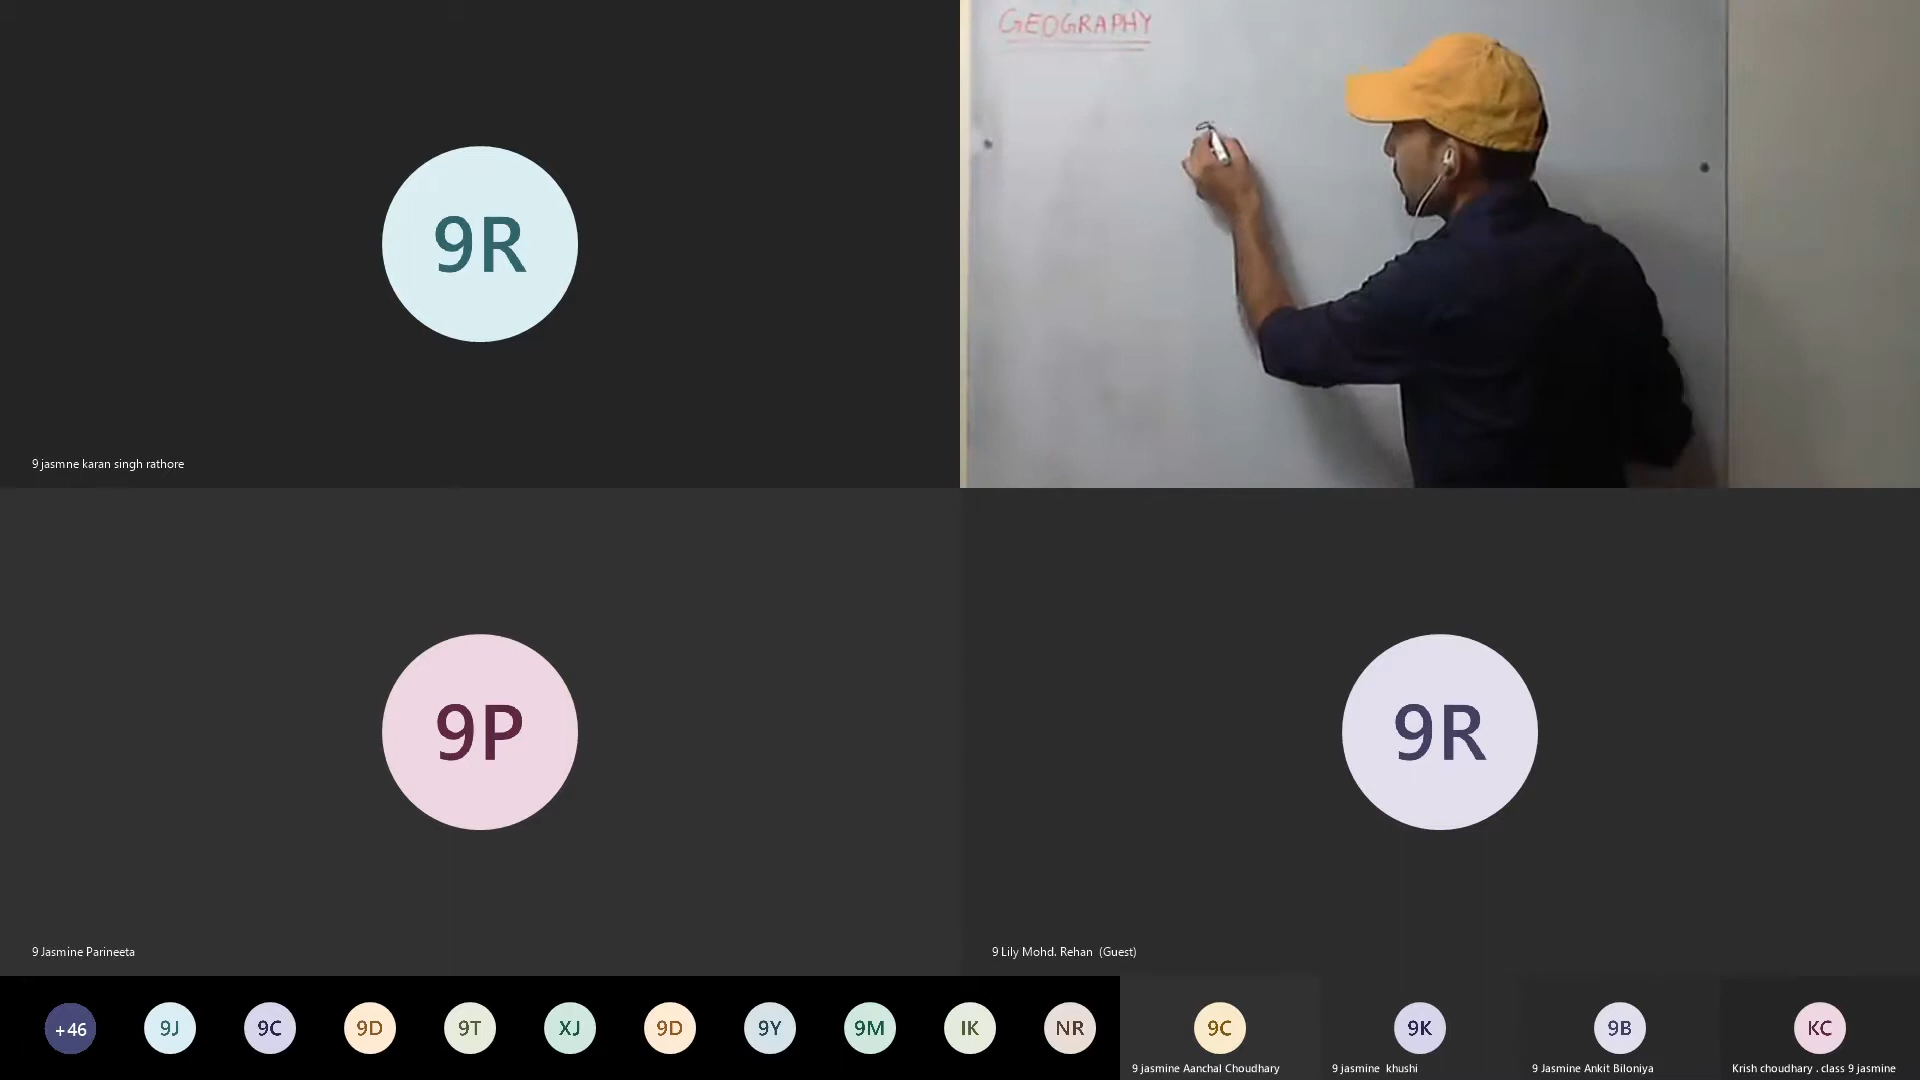 GEOGRAPHY
9R
9 jasmne karan singh rathore
9P
9 Jasmine Parineeta
9R
9 Lily Mohd. Rehan (Guest)
+46
9J
9C
9D
9T
XJ
9D
9Y
9M
IK
NR
9C
9 jasmine Aanchal Choudhary
9K
9 jasmine khushi
9B
9 Jasmine Ankit Biloniya
KC
Krish choudhary . class 9 jasmine